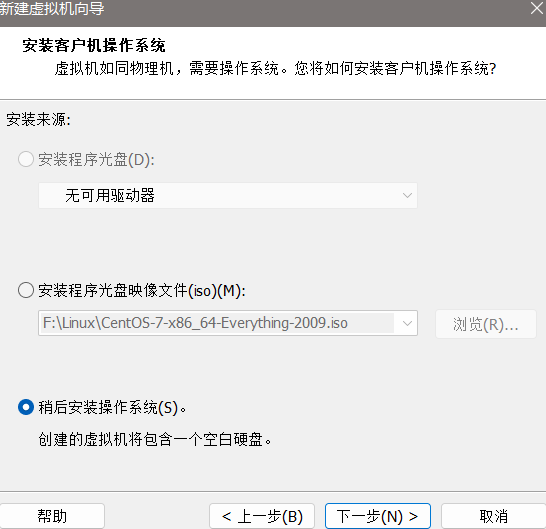 新建虚拟机向导
安装客户机操作系统
虚拟机如同物理机，需要操作系统。您将如何安装客户机操作系统?
安装来源:
安装程序光盘(D):
无可用驱动器
安装程序光盘映像文件(iso)(M):
F:\Linux\CentOS-7-x86_64-Everything-2009.iso
浏览(R)...
稍后安装操作系统(S)。
创建的虚拟机将包含一个空白硬盘。
帮助
< 上一步(B)
下一步(N) >
取消